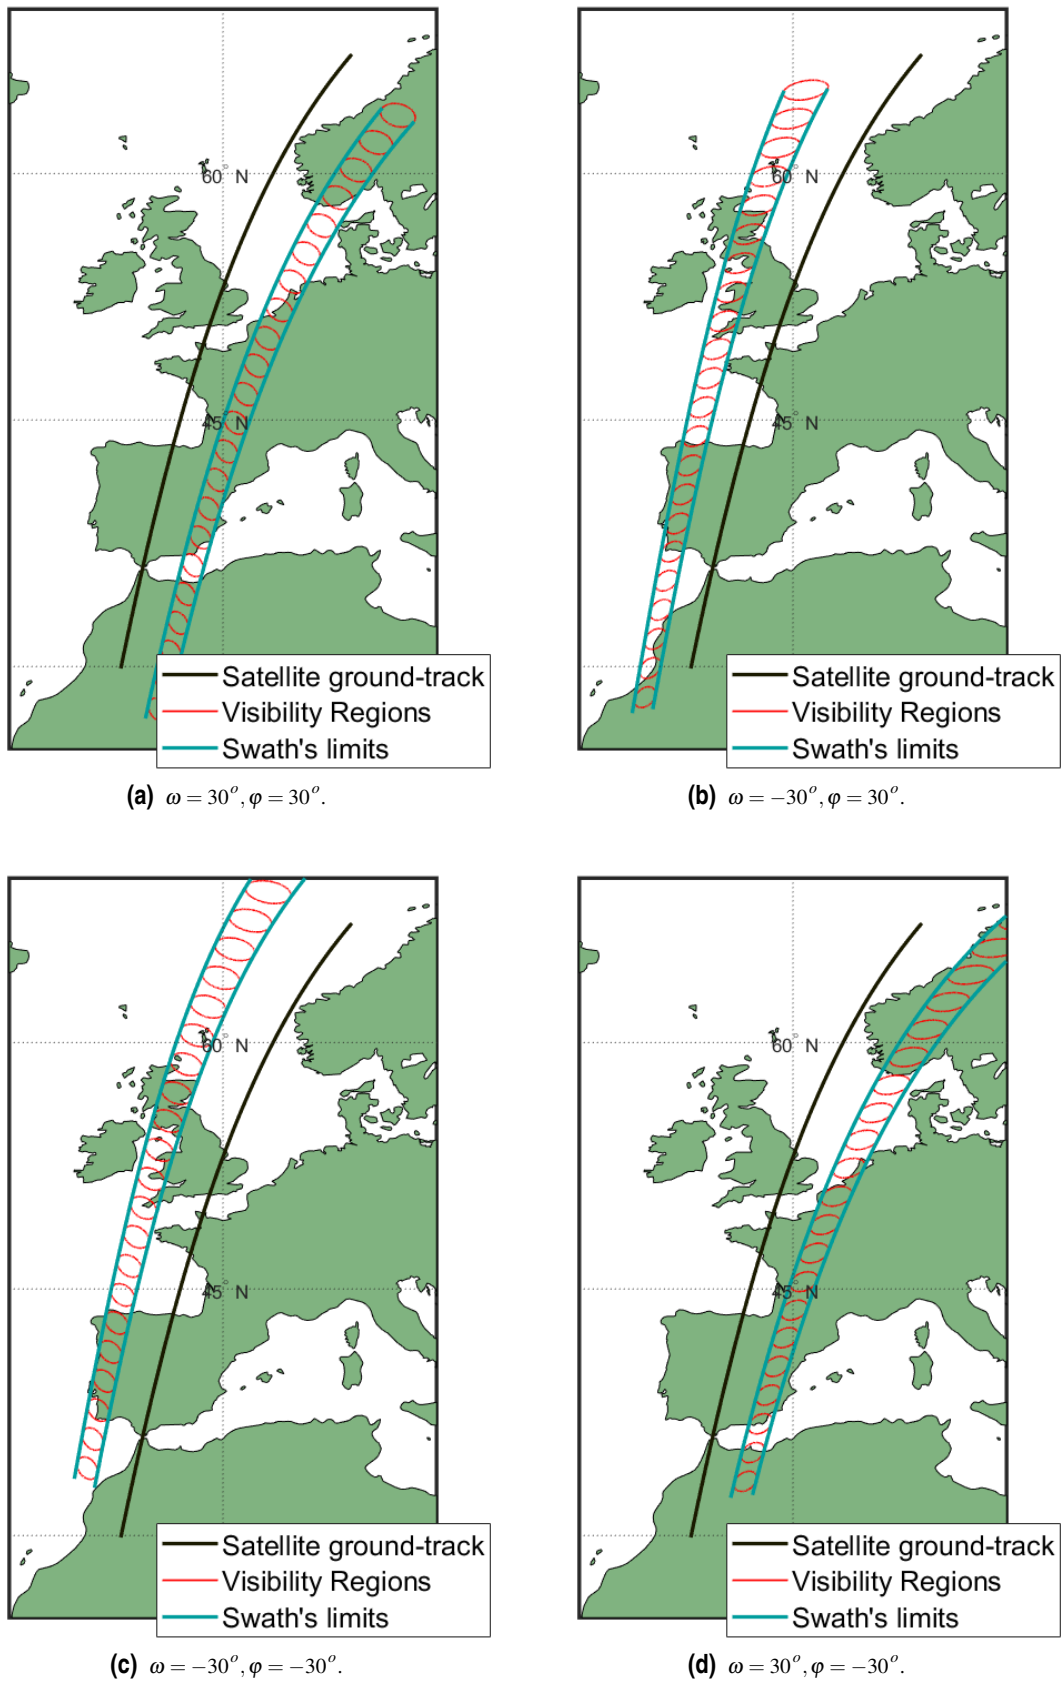 60° N
45° N
Satellite ground-track
Visibility Regions
Swath's limits
(a) ω = 30°, φ = 30°.
60° N
45° N
Satellite ground-track
Visibility Regions
Swath's limits
(b) ω = −30°, φ = 30°.
60° N
45° N
Satellite ground-track
Visibility Regions
Swath's limits
(c) ω = −30°, φ = −30°.
60° N
45° N
Satellite ground-track
Visibility Regions
Swath's limits
(d) ω = 30°, φ = −30°.